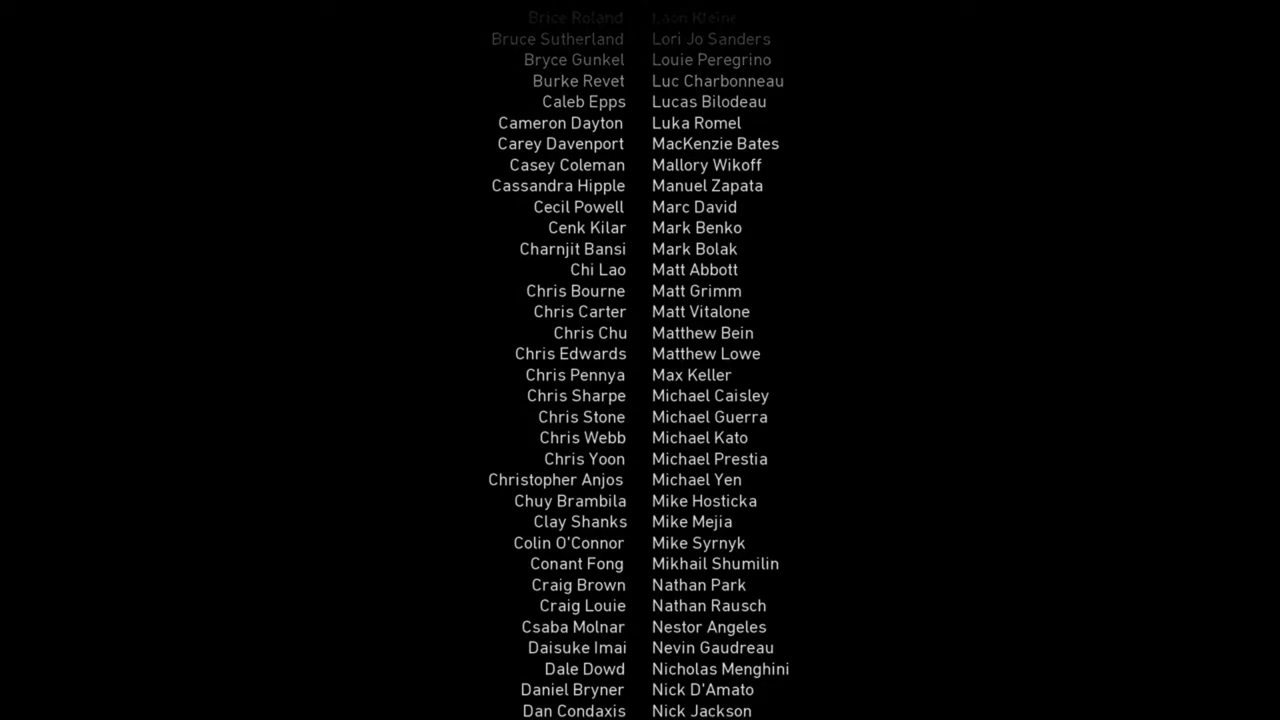 Brice Roland Leon Kleine
Bruce Sutherland Lori Jo Sanders
Bryce Gunkel Louie Peregrino
Burke Revet Luc Charbonneau
Caleb Epps Lucas Bilodeau
Cameron Dayton Luka Romel
Carey Davenport MacKenzie Bates
Casey Coleman Mallory Wikoff
Cassandra Hipple Manuel Zapata
Cecil Powell Marc David
Cenk Kilar Mark Benko
Charnjit Bansi Mark Bolak
Chi Lao Matt Abbott
Chris Bourne Matt Grimm
Chris Carter Matt Vitalone
Chris Chu Matthew Bein
Chris Edwards Matthew Lowe
Chris Pennya Max Keller
Chris Sharpe Michael Caisley
Chris Stone Michael Guerra
Chris Webb Michael Kato
Chris Yoon Michael Prestia
Christopher Anjos Michael Yen
Chuy Brambila Mike Hosticka
Clay Shanks Mike Mejia
Colin O'Connor Mike Syrnyk
Conant Fong Mikhail Shumilin
Craig Brown Nathan Park
Craig Louie Nathan Rausch
Csaba Molnar Nestor Angeles
Daisuke Imai Nevin Gaudreau
Dale Dowd Nicholas Menghini
Daniel Bryner Nick D'Amato
Dan Condaxis Nick Jackson